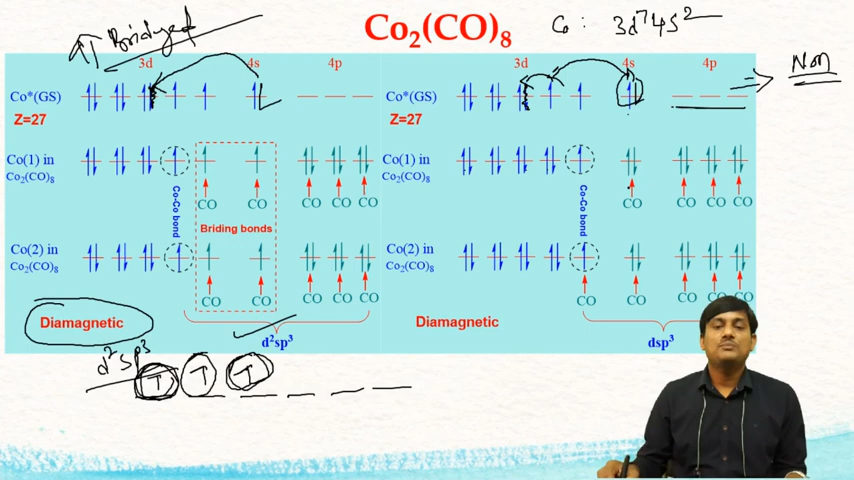 Co₂(CO)₈
Bridged
Co : 3d⁷4s²
Non
3d 4s 4p
Co*(GS)
Z=27
Co(1) in
Co₂(CO)₈
CO CO CO CO CO
Co-Co bond
Briding bonds
Co(2) in
Co₂(CO)₈
CO CO CO CO CO
Diamagnetic
d²sp³
d²sp³
3d 4s 4p
Co*(GS)
Z=27
Co(1) in
Co₂(CO)₈
CO CO CO CO
Co-Co bond
Co(2) in
Co₂(CO)₈
CO CO CO CO CO
Diamagnetic
dsp³